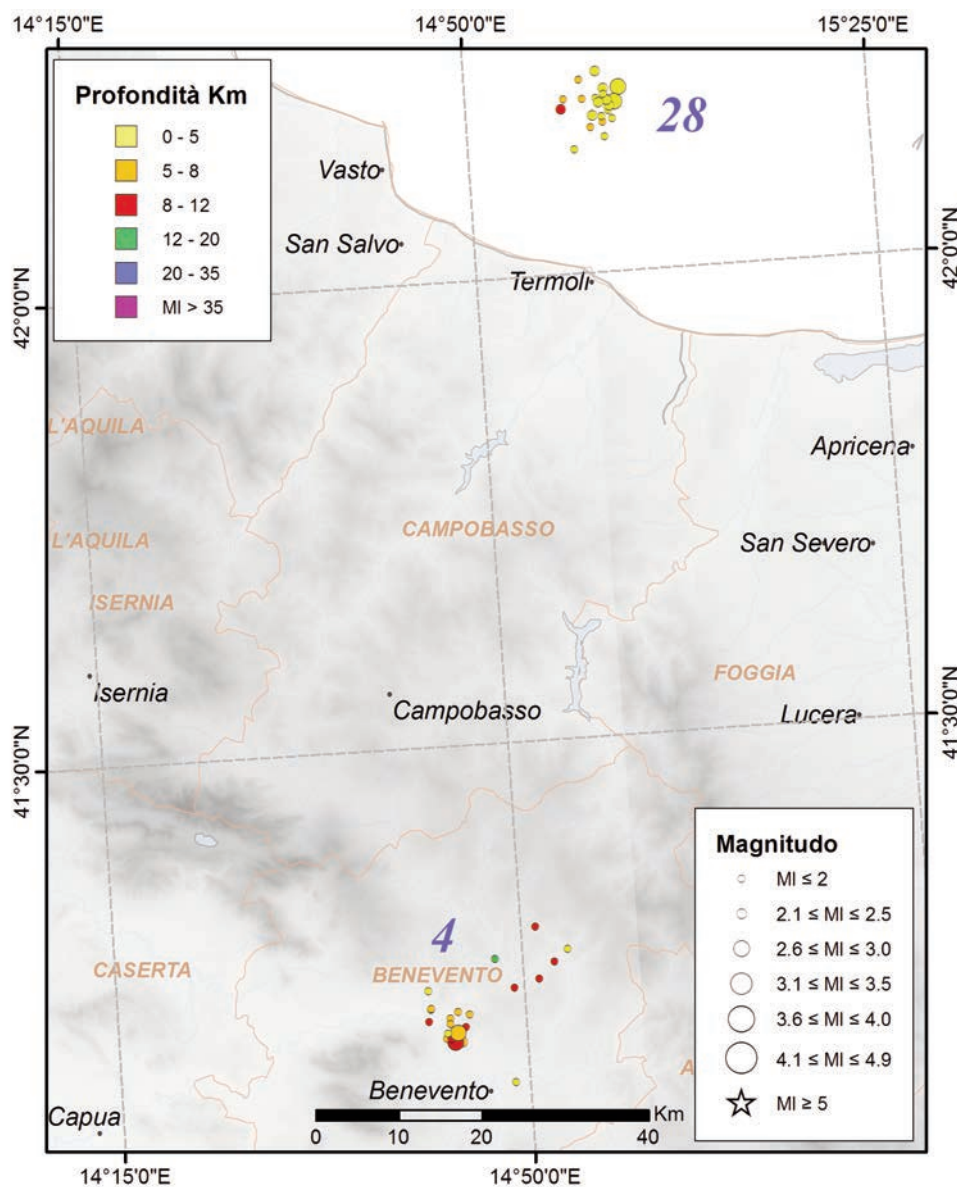 14°15'0"E
14°50'0"E
15°25'0"E
Profondità Km
0 - 5
5 - 8
8 - 12
12 - 20
20 - 35
Ml > 35
28
Vasto
San Salvo
Termoli
42°0'0"N
42°0'0"N
L'AQUILA
Apricena
CAMPOBASSO
L'AQUILA
San Severo
ISERNIA
FOGGIA
Isernia
Campobasso
Lucera
41°30'0"N
41°30'0"N
Magnitudo
Ml ≤ 2
2.1 ≤ Ml ≤ 2.5
2.6 ≤ Ml ≤ 3.0
3.1 ≤ Ml ≤ 3.5
3.6 ≤ Ml ≤ 4.0
4.1 ≤ Ml ≤ 4.9
Ml ≥ 5
4
CASERTA
BENEVENTO
A
Benevento
Capua
Km
0
10
20
40
14°15'0"E
14°50'0"E